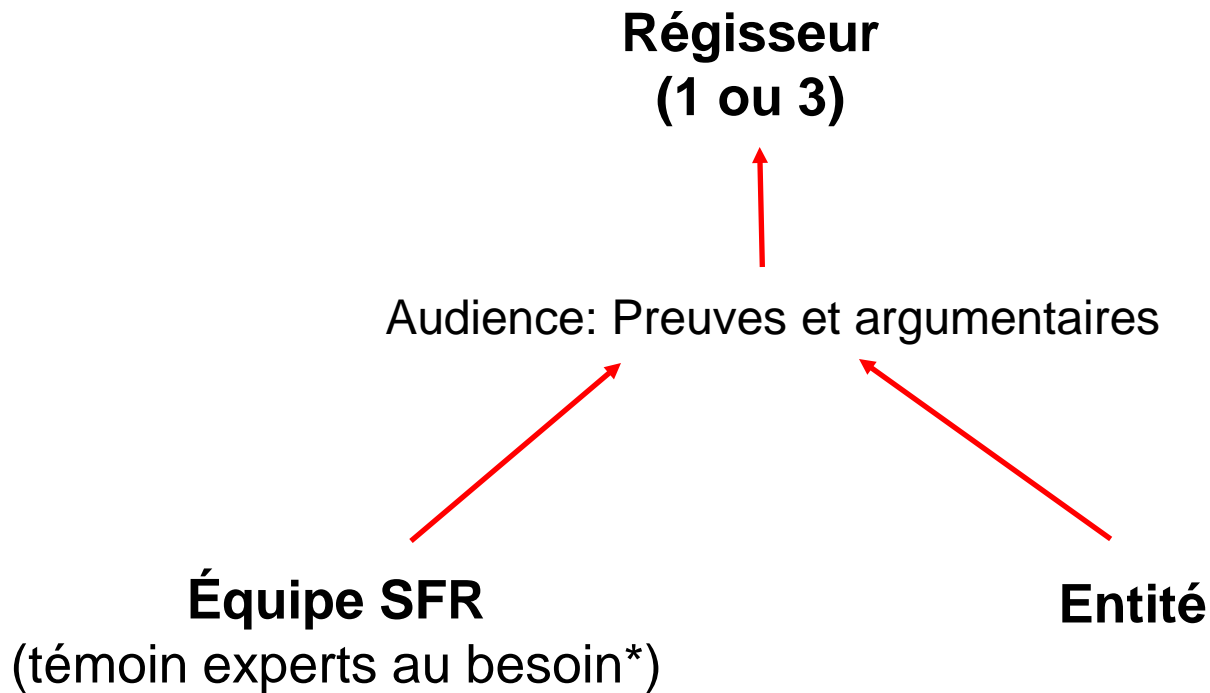 Régisseur
(1 ou 3)
Audience: Preuves et argumentaires
Équipe SFR
(témoin experts au besoin*)
Entité